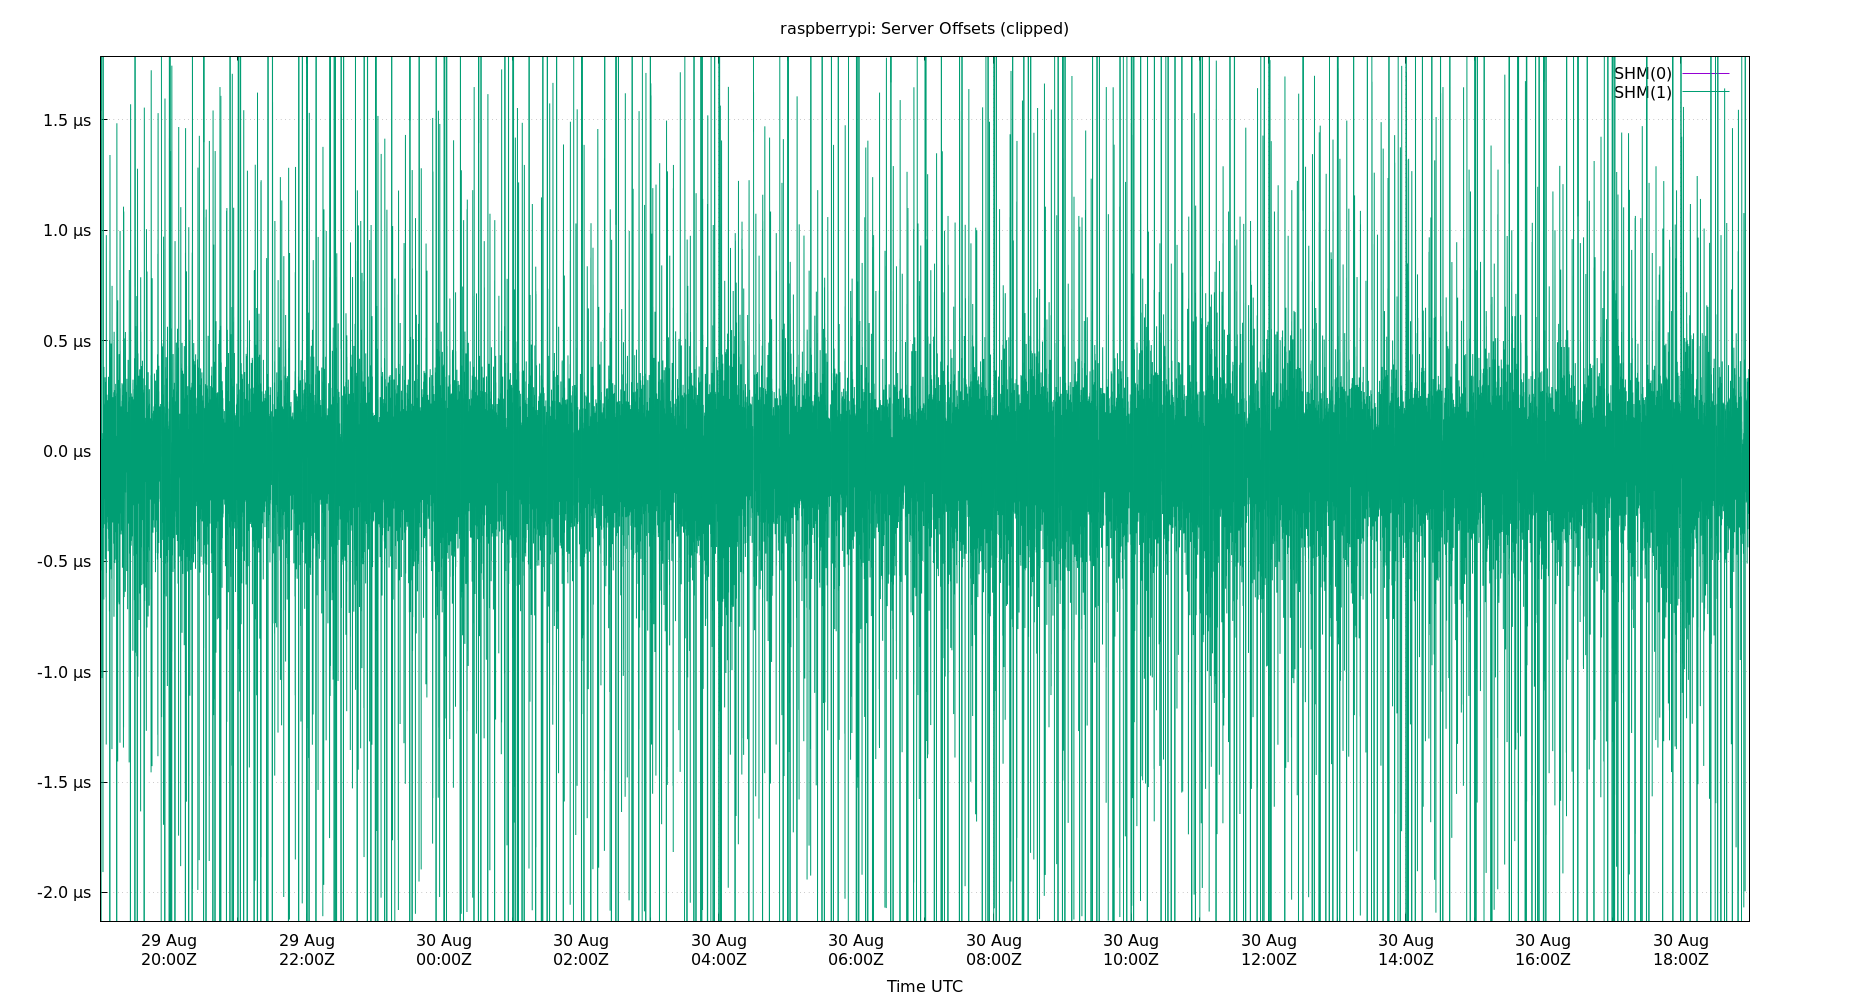 raspberrypi: Server Offsets (clipped)
SHM(0)
SHM(1)
1.5 µs
1.0 µs
0.5 µs
0.0 µs
-0.5 µs
-1.0 µs
-1.5 µs
-2.0 µs
29 Aug 29 Aug 30 Aug 30 Aug 30 Aug 30 Aug 30 Aug 30 Aug 30 Aug 30 Aug 30 Aug 30 Aug
20:00Z 22:00Z 00:00Z 02:00Z 04:00Z 06:00Z 08:00Z 10:00Z 12:00Z 14:00Z 16:00Z 18:00Z
Time UTC